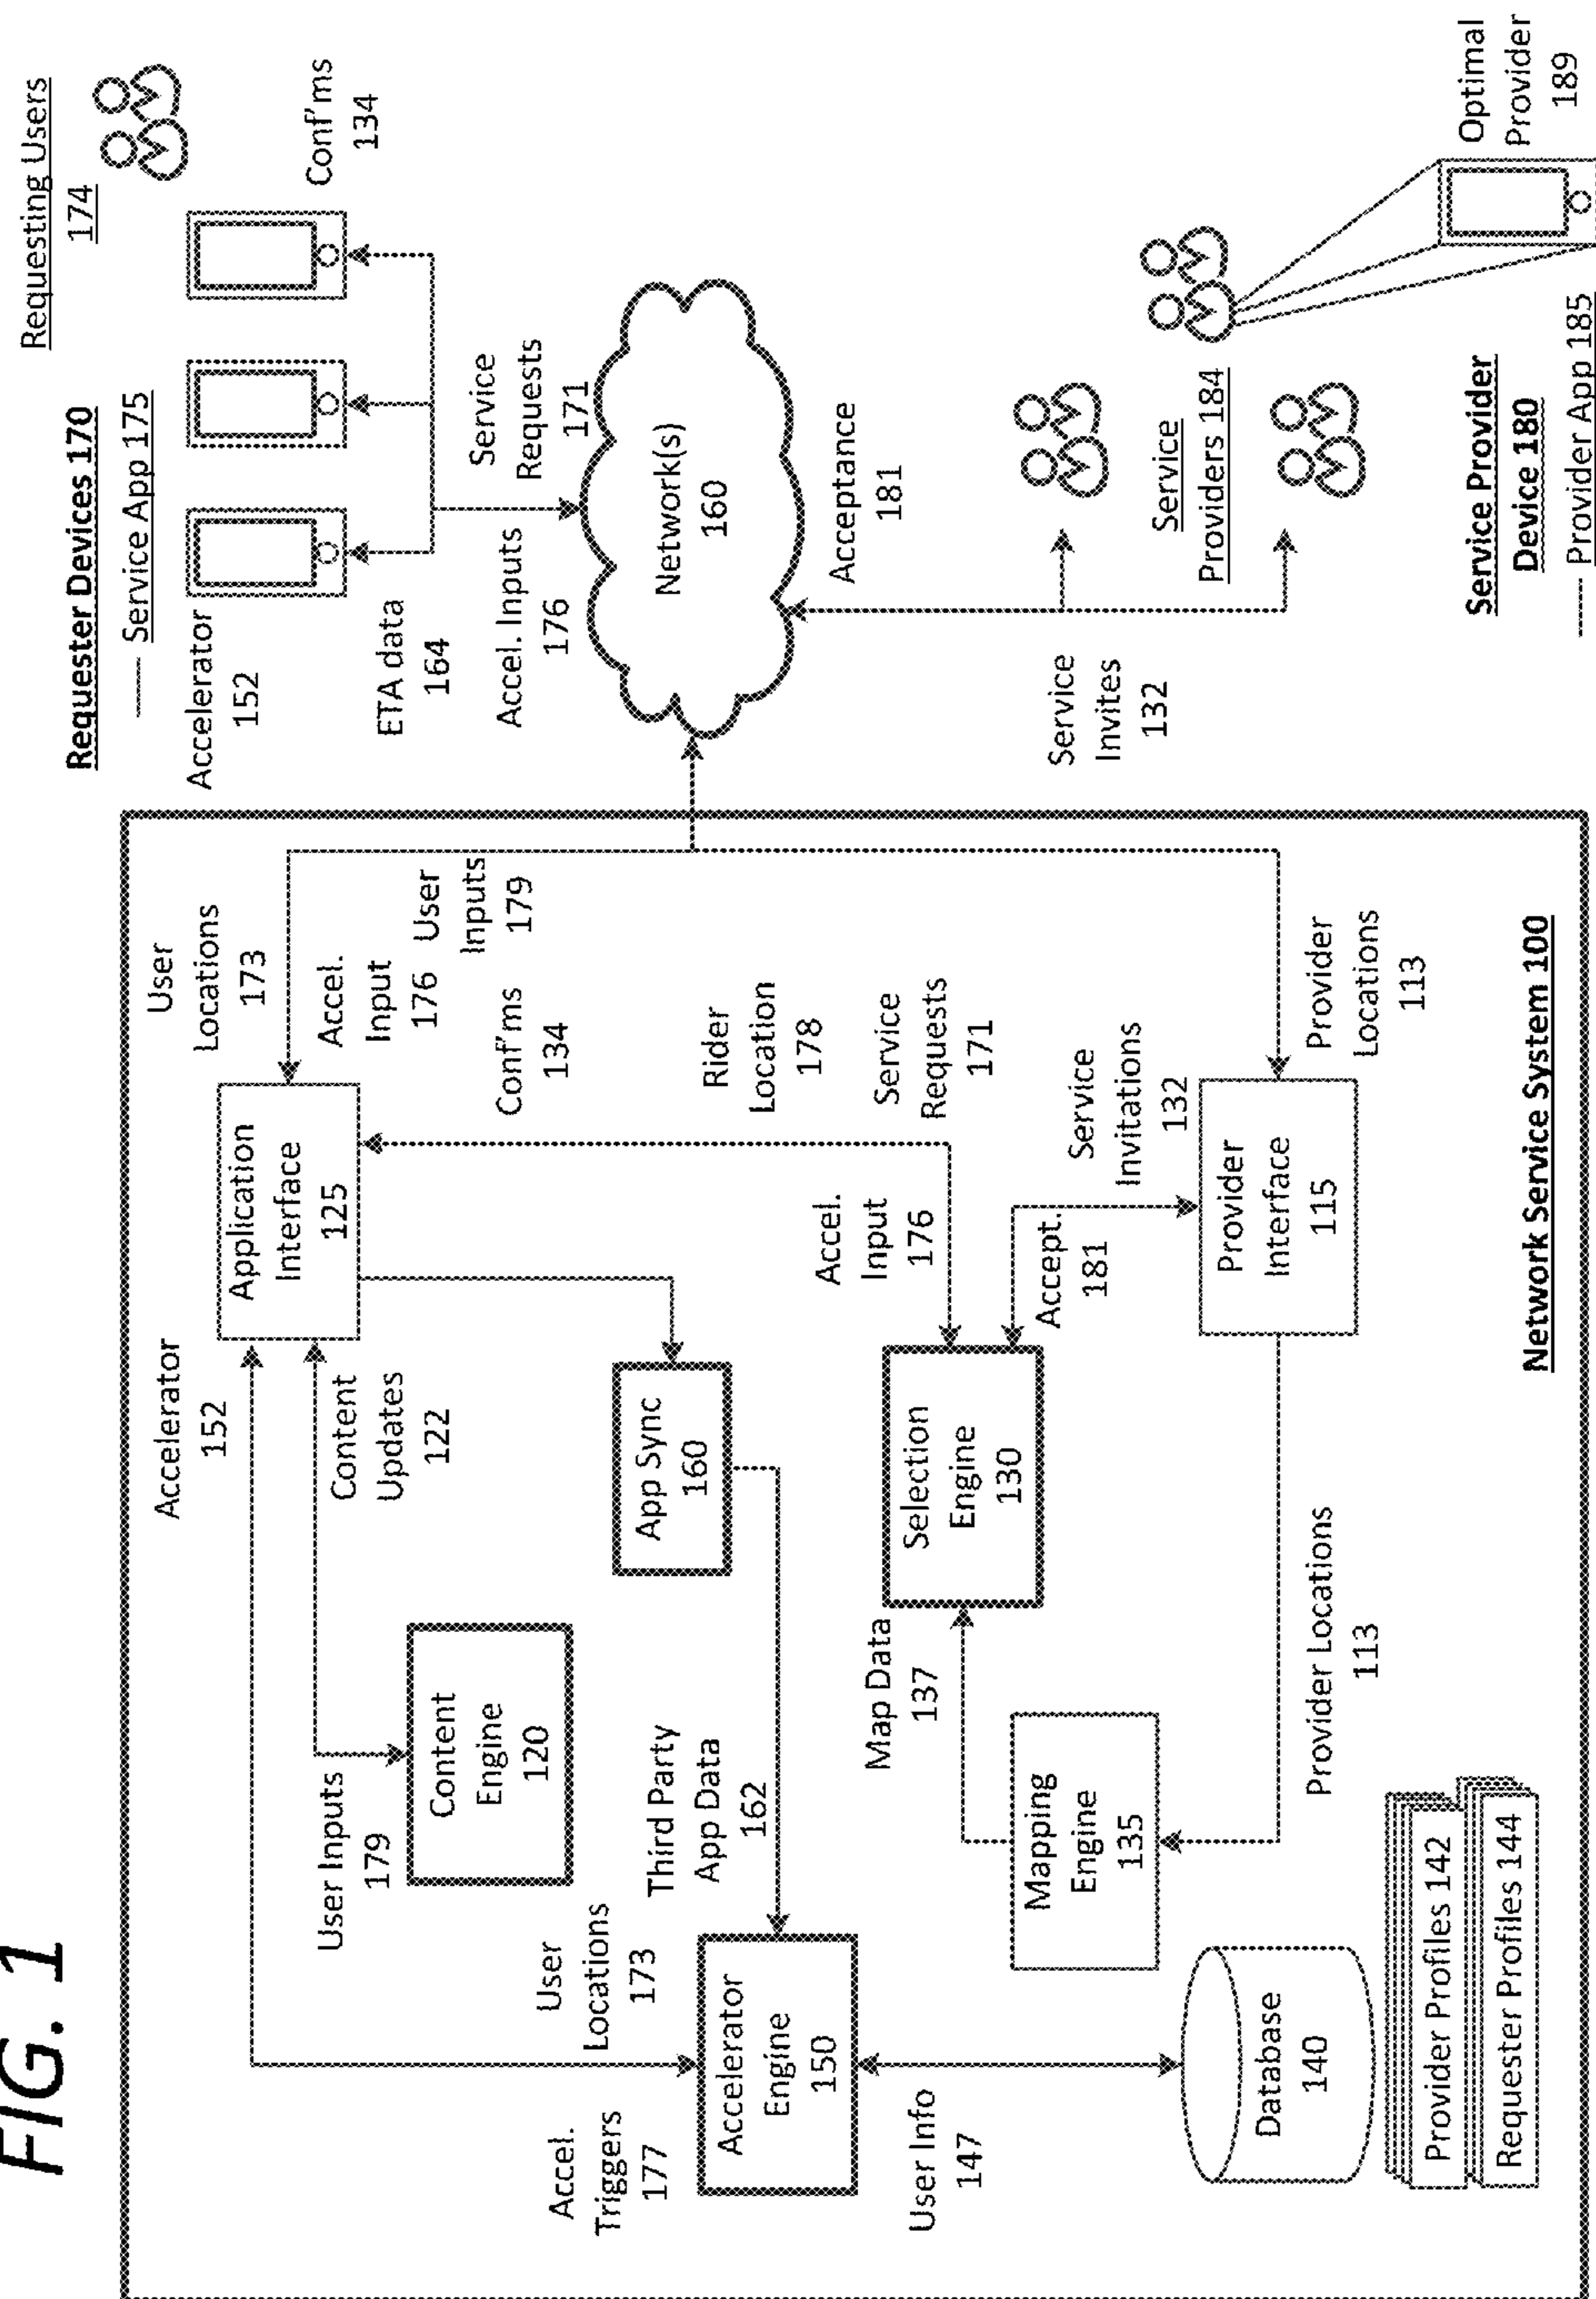 FIG. 1
Requester Devices 170
Service App 175
Requesting Users
174
Accelerator
152
Conf'ms
134
ETA data
164
Accel. Inputs
176
Service
Requests
171
Network(s)
160
Acceptance
181
Service
Invites
132
Service
Providers 184
Service Provider
Device 180
Provider App 185
Optimal
Provider
189
Accelerator
152
User
Locations
173
Application
Interface
125
Accel.
Input
176
User
Inputs
179
Content
Updates
122
Conf'ms
134
User Inputs
179
Content
Engine
120
App Sync
160
Rider
Location
178
Accel.
Triggers
177
User
Locations
173
Third Party
App Data
162
Accel.
Input
176
Service
Requests
171
Accelerator
Engine
150
Map Data
137
Selection
Engine
130
Accept.
181
Service
Invitations
132
User Info
147
Mapping
Engine
135
Provider
Interface
115
Provider
Locations
113
Database
140
Provider Locations
113
Provider Profiles 142
Requester Profiles 144
Network Service System 100